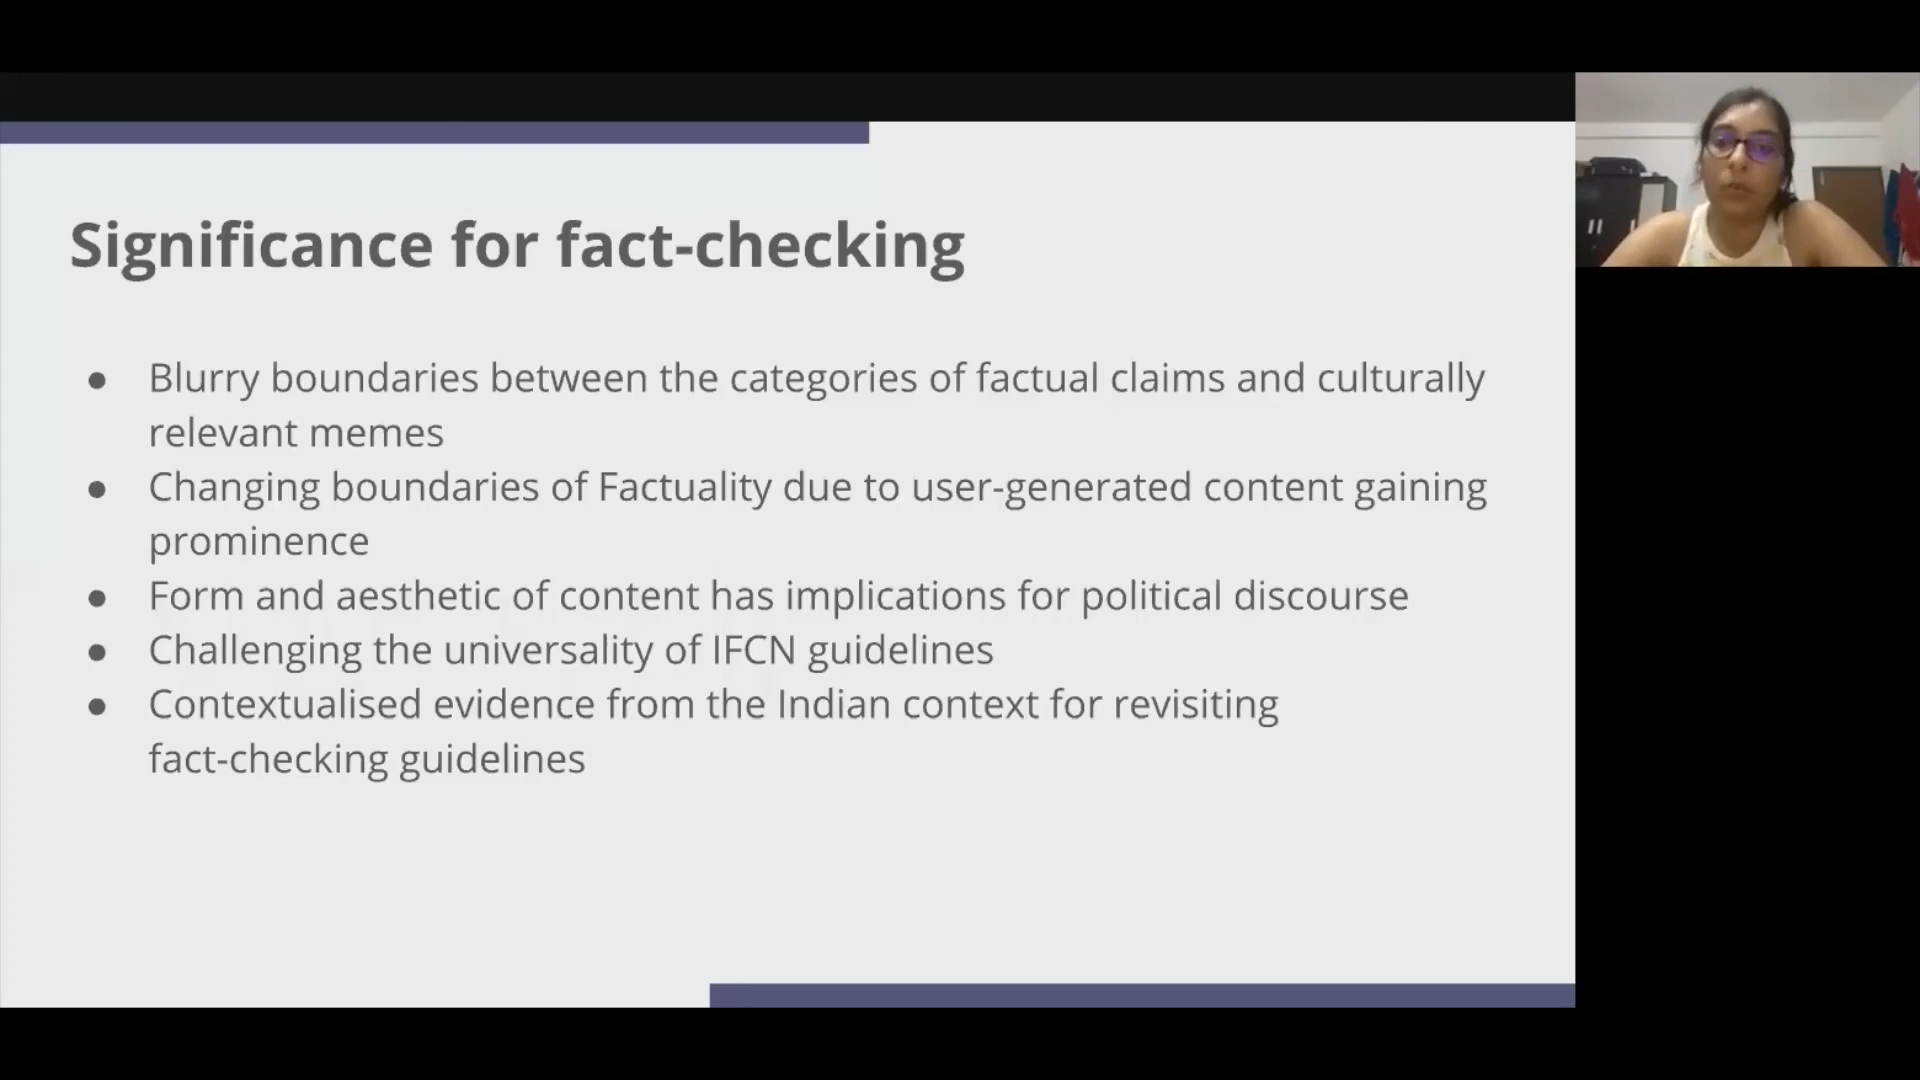 Significance for fact-checking
● Blurry boundaries between the categories of factual claims and culturally
relevant memes
● Changing boundaries of Factuality due to user-generated content gaining
prominence
● Form and aesthetic of content has implications for political discourse
● Challenging the universality of IFCN guidelines
● Contextualised evidence from the Indian context for revisiting
fact-checking guidelines